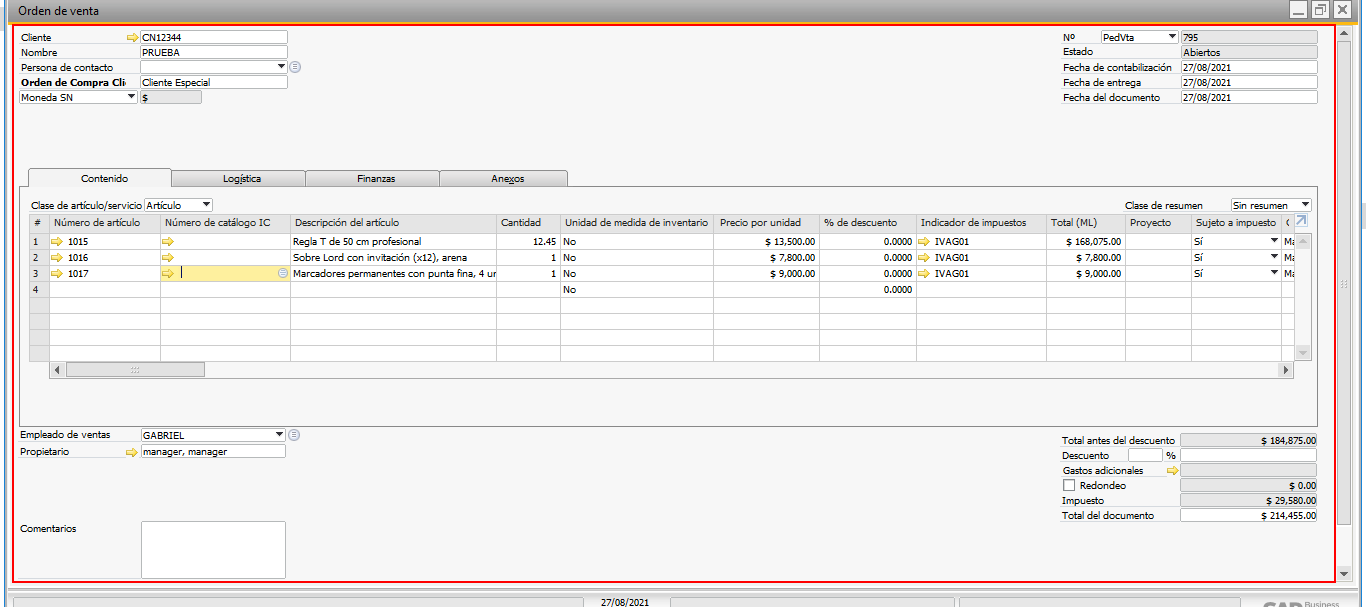 Orden de venta
Cliente CN12344
Nombre PRUEBA
Persona de contacto
Orden de Compra Cli Cliente Especial
Moneda SN $
Nº PedVta 795
Estado Abiertos
Fecha de contabilización 27/08/2021
Fecha de entrega 27/08/2021
Fecha del documento 27/08/2021
Contenido Logística Finanzas Anexos
Clase de artículo/servicio Artículo Clase de resumen Sin resumen
# Número de artículo Número de catálogo IC Descripción del artículo Cantidad Unidad de medida de inventario Precio por unidad % de descuento Indicador de impuestos Total (ML) Proyecto Sujeto a impuesto
1 1015 Regla T de 50 cm profesional 12.45 No $ 13,500.00 0.0000 IVAG01 $ 168,075.00 Sí Ma
2 1016 Sobre Lord con invitación (x12), arena 1 No $ 7,800.00 0.0000 IVAG01 $ 7,800.00 Sí Ma
3 1017 Marcadores permanentes con punta fina, 4 un 1 No $ 9,000.00 0.0000 IVAG01 $ 9,000.00 Sí Ma
4 No 0.0000
Empleado de ventas GABRIEL
Propietario manager, manager
Total antes del descuento $ 184,875.00
Descuento %
Gastos adicionales
Redondeo $ 0.00
Impuesto $ 29,580.00
Total del documento $ 214,455.00
Comentarios
27/08/2021
SAP Business